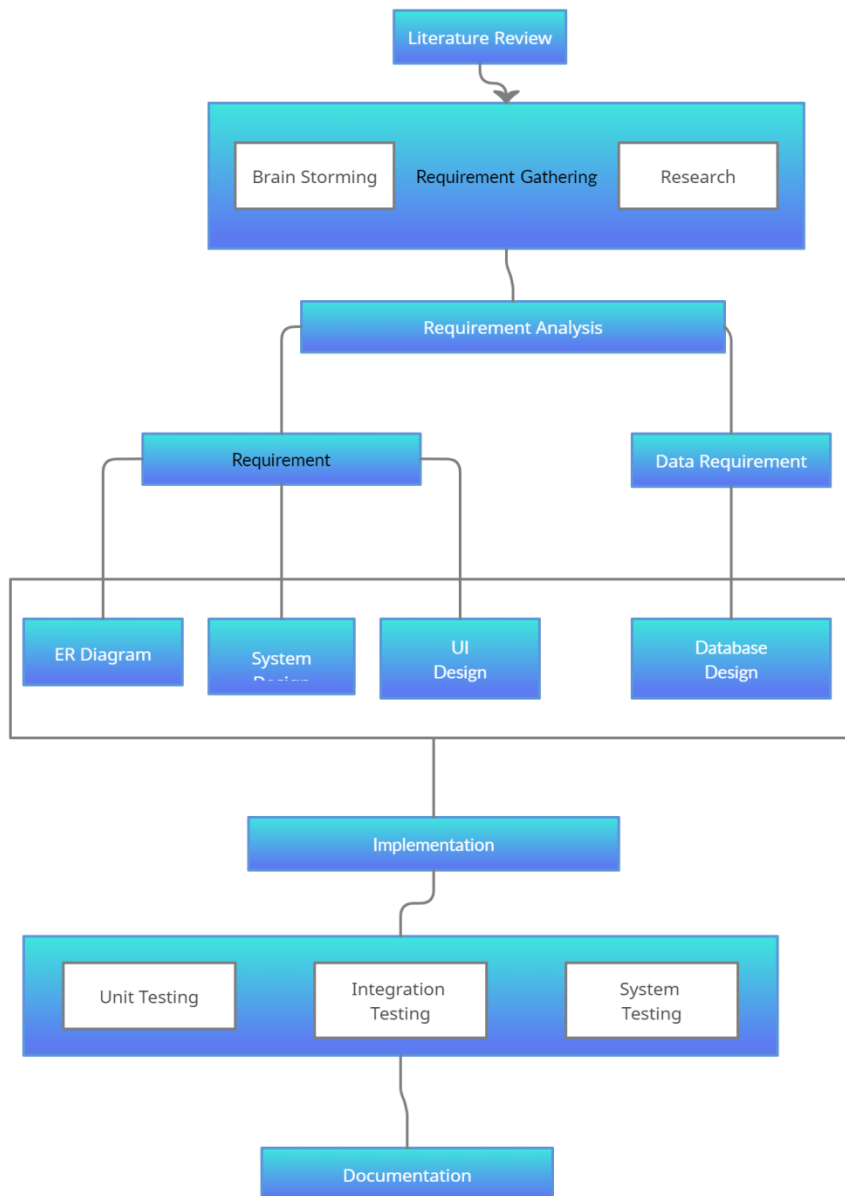 Literature Review
Brain Storming
Requirement Gathering
Research
Requirement Analysis
Requirement
Data Requirement
ER Diagram
System
UI
Design
Database
Design
Implementation
Unit Testing
Integration
Testing
System
Testing
Documentation